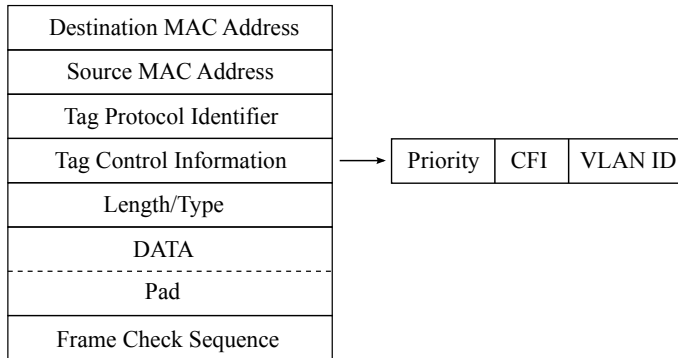 Destination MAC Address
Source MAC Address
Tag Protocol Identifier
Tag Control Information
Priority
CFI
VLAN ID
Length/Type
DATA
Pad
Frame Check Sequence